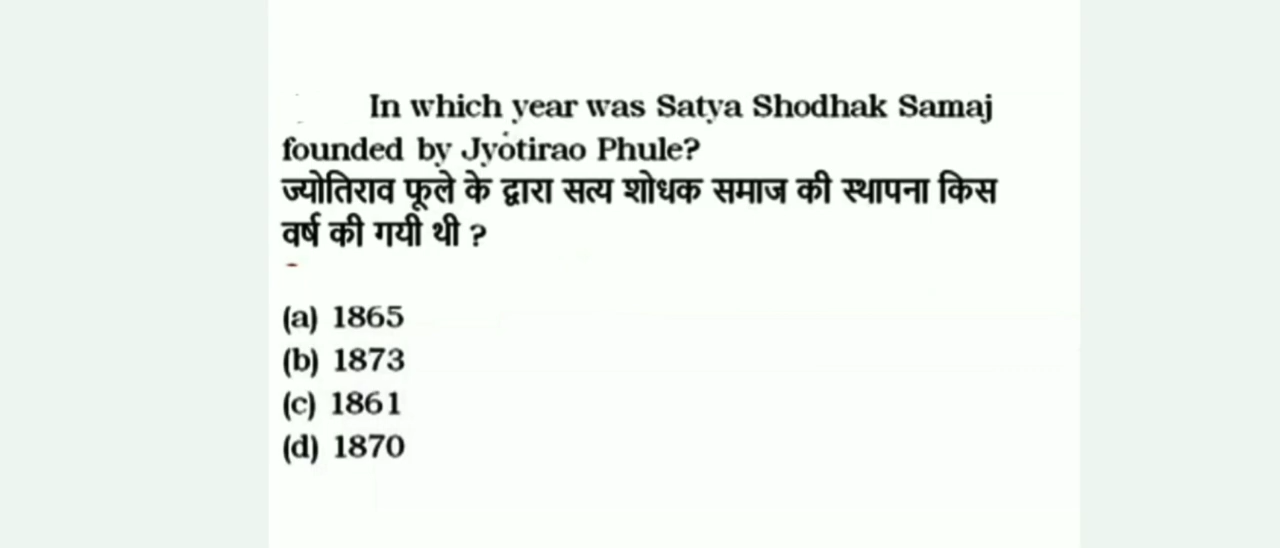 In which year was Satya Shodhak Samaj
founded by Jyotirao Phule?
ज्योतिराव फूले के द्वारा सत्य शोधक समाज की स्थापना किस
वर्ष की गयी थी ?
(a) 1865
(b) 1873
(c) 1861
(d) 1870